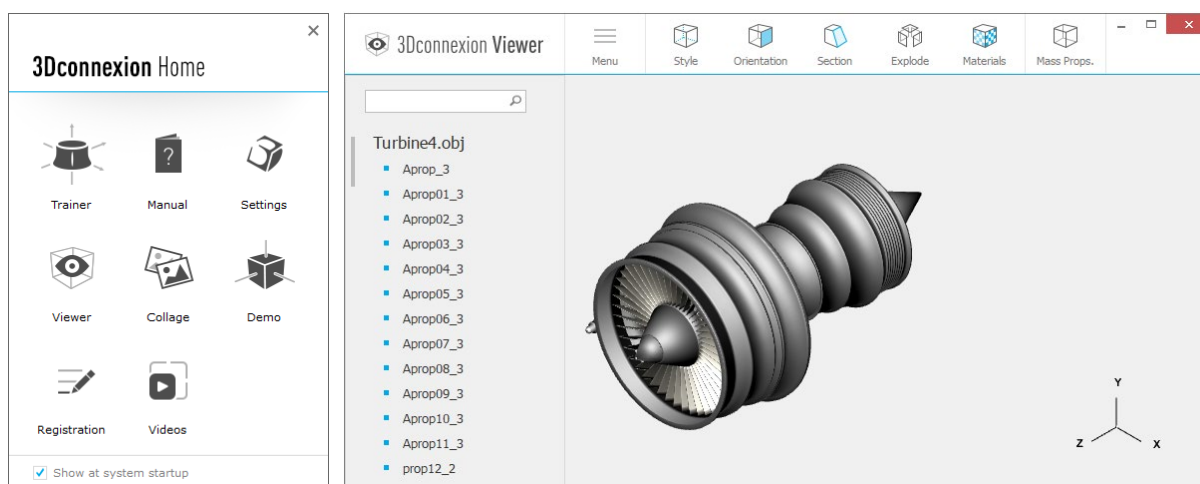 3Dconnexion Home
Trainer
Manual
Settings
Viewer
Collage
Demo
Registration
Videos
Show at system startup
3Dconnexion Viewer
Menu
Style
Orientation
Section
Explode
Materials
Mass Props.
Turbine4.obj
Aprop_3
Aprop01_3
Aprop02_3
Aprop03_3
Aprop04_3
Aprop05_3
Aprop06_3
Aprop07_3
Aprop08_3
Aprop09_3
Aprop10_3
Aprop11_3
prop12_2
Y
Z
X